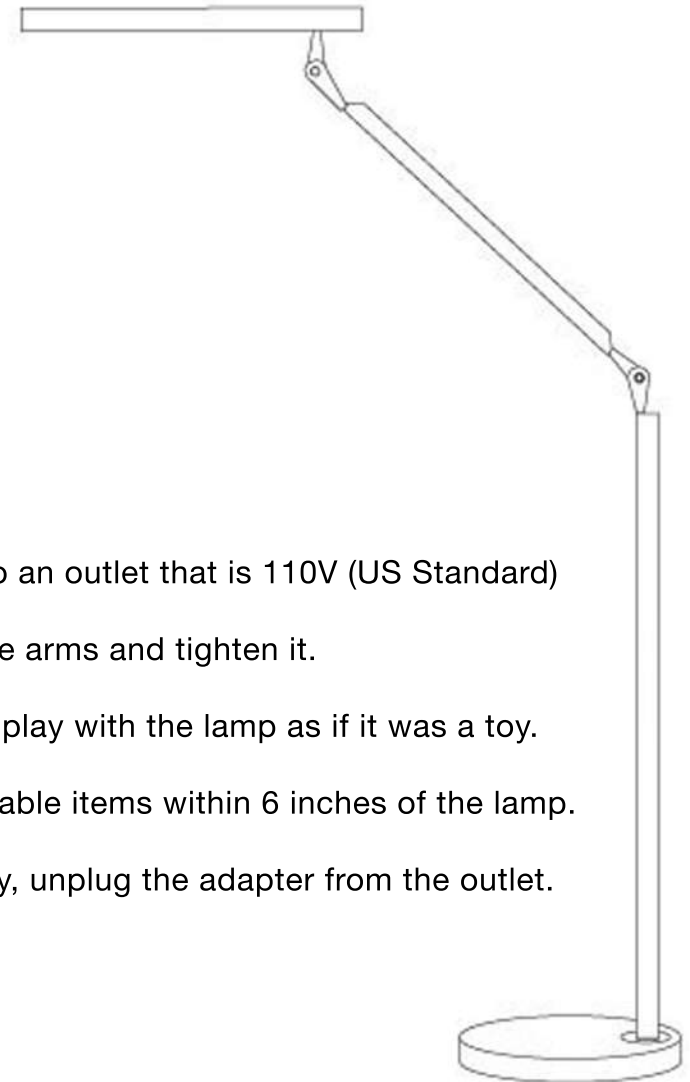 an outlet that is 110V (US Standard)
arms and tighten it.
play with the lamp as if it was a toy.
items within 6 inches of the lamp.
unplug the adapter from the outlet.